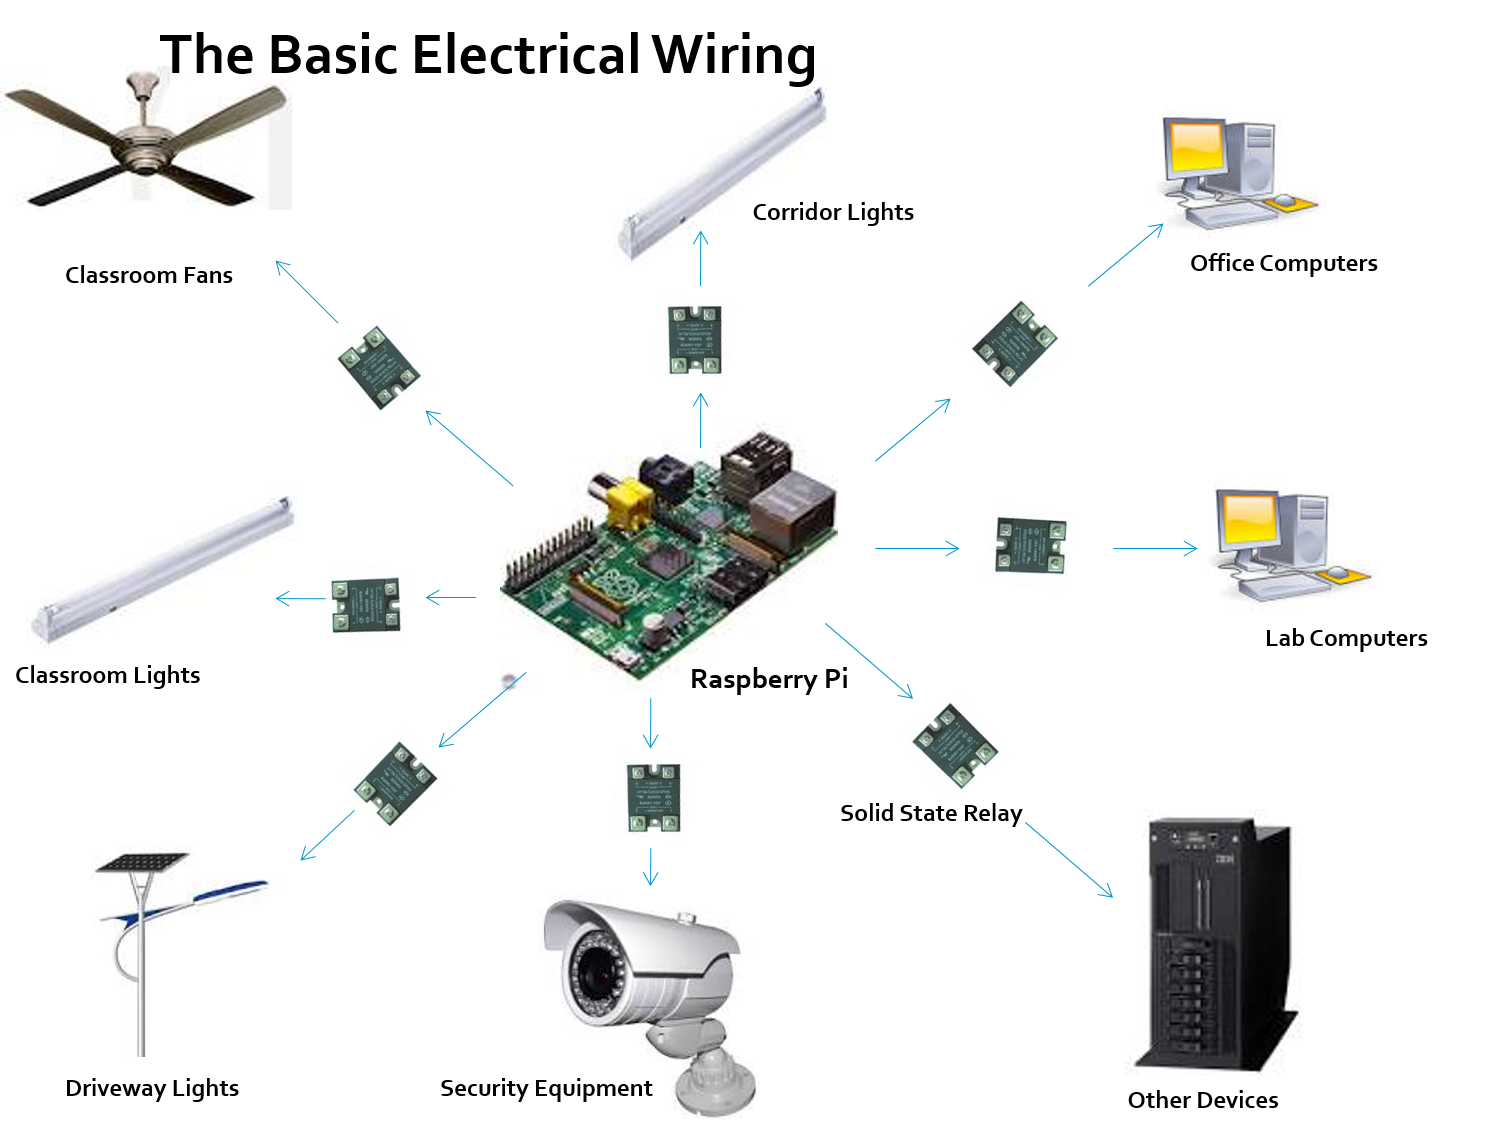 The Basic Electrical Wiring
Corridor Lights
Office Computers
Classroom Fans
Lab Computers
Classroom Lights
Raspberry Pi
Solid State Relay
IBM
Driveway Lights
Security Equipment
Other Devices